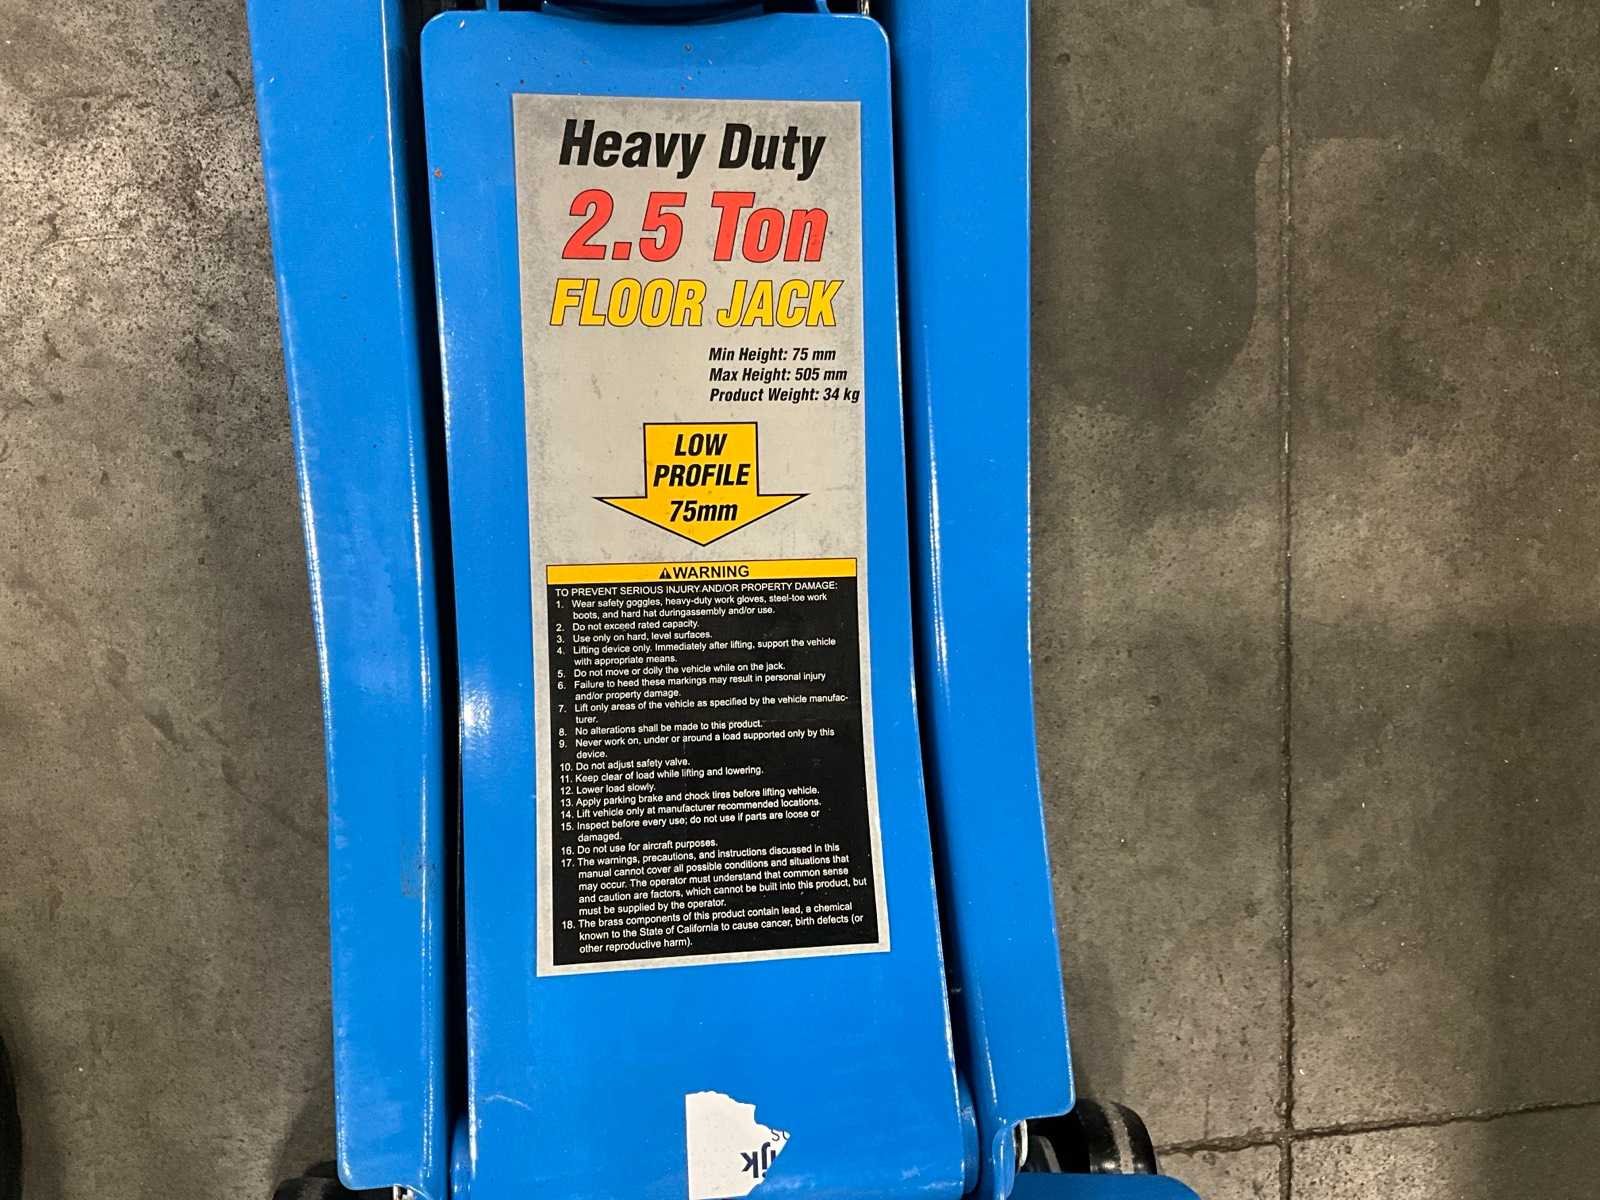 Heavy Duty
2.5 Ton
FLOOR JACK
Min Height: 75 mm
Max Height: 505 mm
Product Weight: 34 kg
LOW
PROFILE
75mm
⚠WARNING
TO PREVENT SERIOUS INJURY AND/OR PROPERTY DAMAGE:
1. Wear safety goggles, heavy-duty work gloves, steel-toe work
boots, and hard hat duringassembly and/or use.
2. Do not exceed rated capacity.
3. Use only on hard, level surfaces.
4. Lifting device only. Immediately after lifting, support the vehicle
with appropriate means.
5. Do not move or dolly the vehicle while on the jack.
6. Failure to heed these markings may result in personal injury
and/or property damage.
7. Lift only areas of the vehicle as specified by the vehicle manufac-
turer.
8. No alterations shall be made to this product.
9. Never work on, under or around a load supported only by this
device.
10. Do not adjust safety valve.
11. Keep clear of load while lifting and lowering.
12. Lower load slowly.
13. Apply parking brake and chock tires before lifting vehicle.
14. Lift vehicle only at manufacturer recommended locations.
15. Inspect before every use; do not use if parts are loose or
damaged.
16. Do not use for aircraft purposes.
17. The warnings, precautions, and instructions discussed in this
manual cannot cover all possible conditions and situations that
may occur. The operator must understand that common sense
and caution are factors, which cannot be built into this product, but
must be supplied by the operator.
18. The brass components of this product contain lead, a chemical
known to the State of California to cause cancer, birth defects (or
other reproductive harm).
ijk